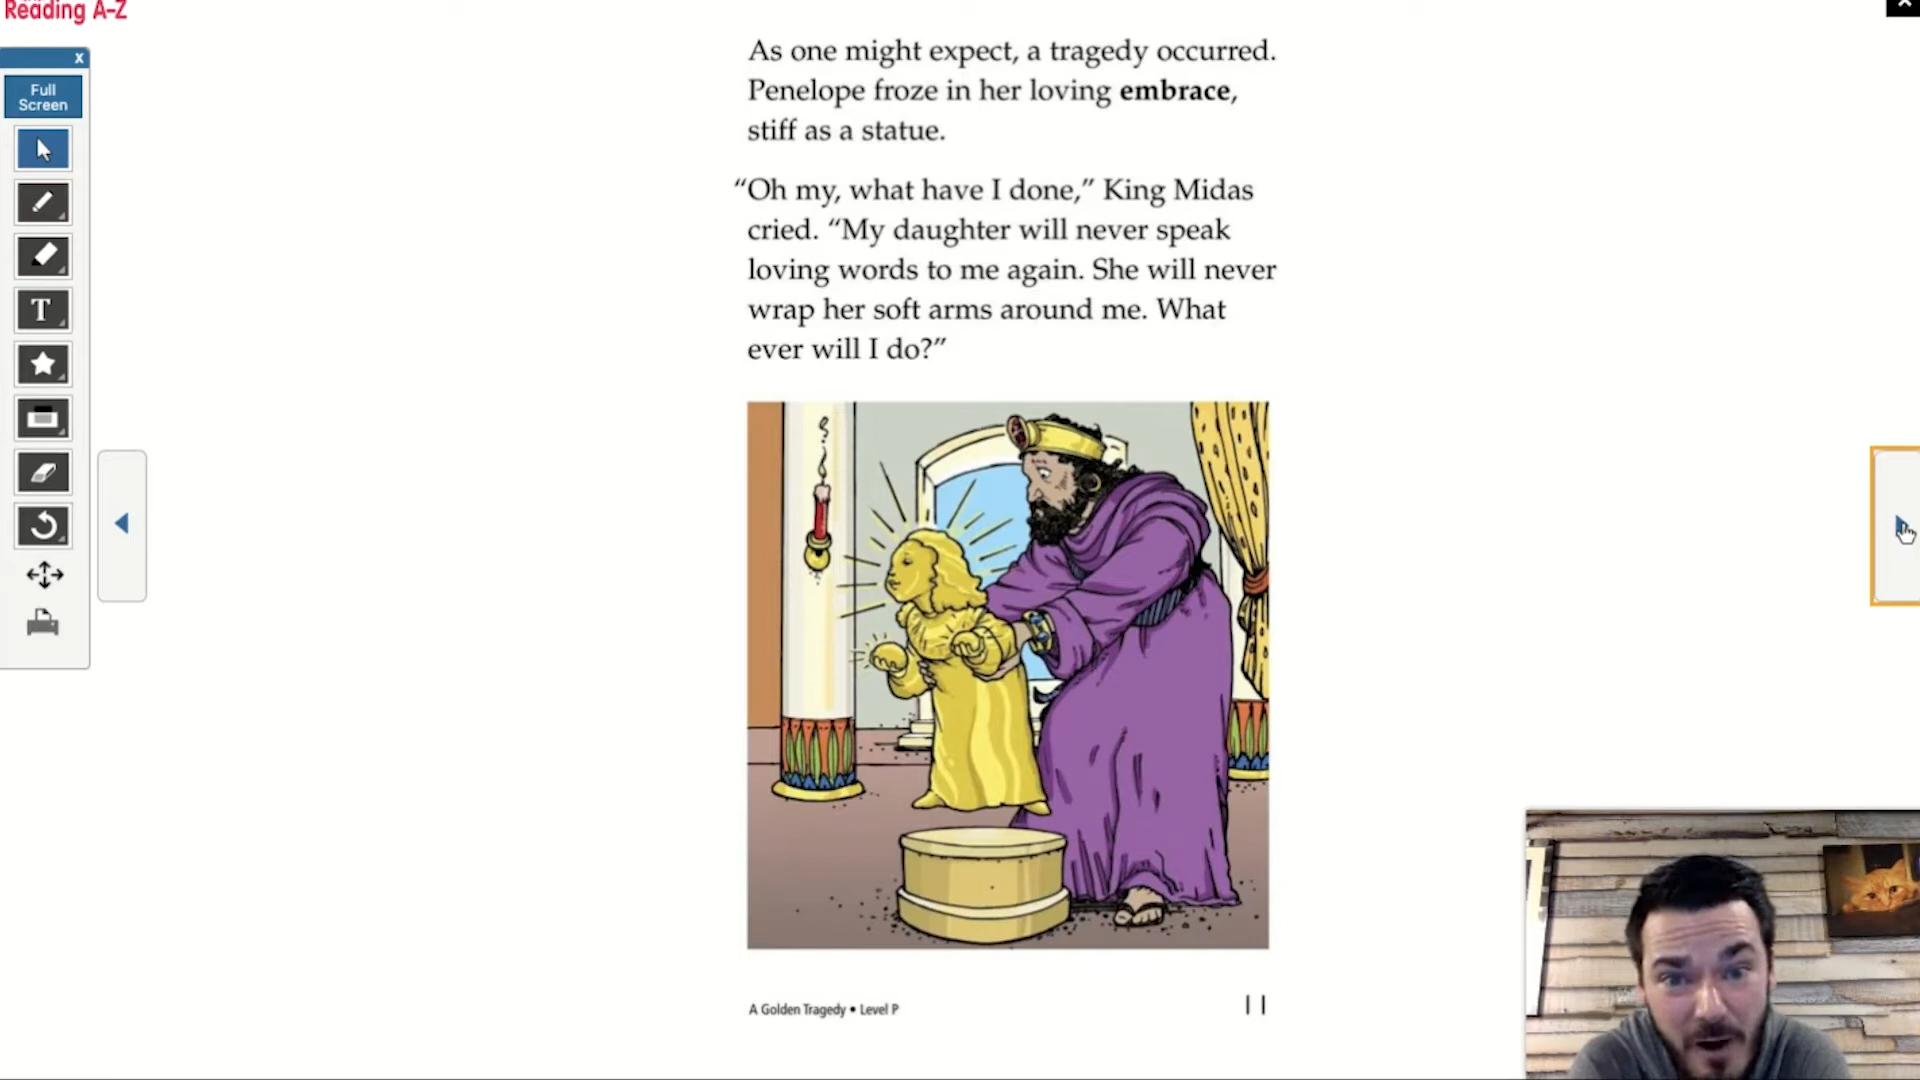 Reading A-Z
x
Full
Screen
T
As one might expect, a tragedy occurred.
Penelope froze in her loving embrace,
stiff as a statue.
“Oh my, what have I done,” King Midas
cried. “My daughter will never speak
loving words to me again. She will never
wrap her soft arms around me. What
ever will I do?”
A Golden Tragedy • Level P
11